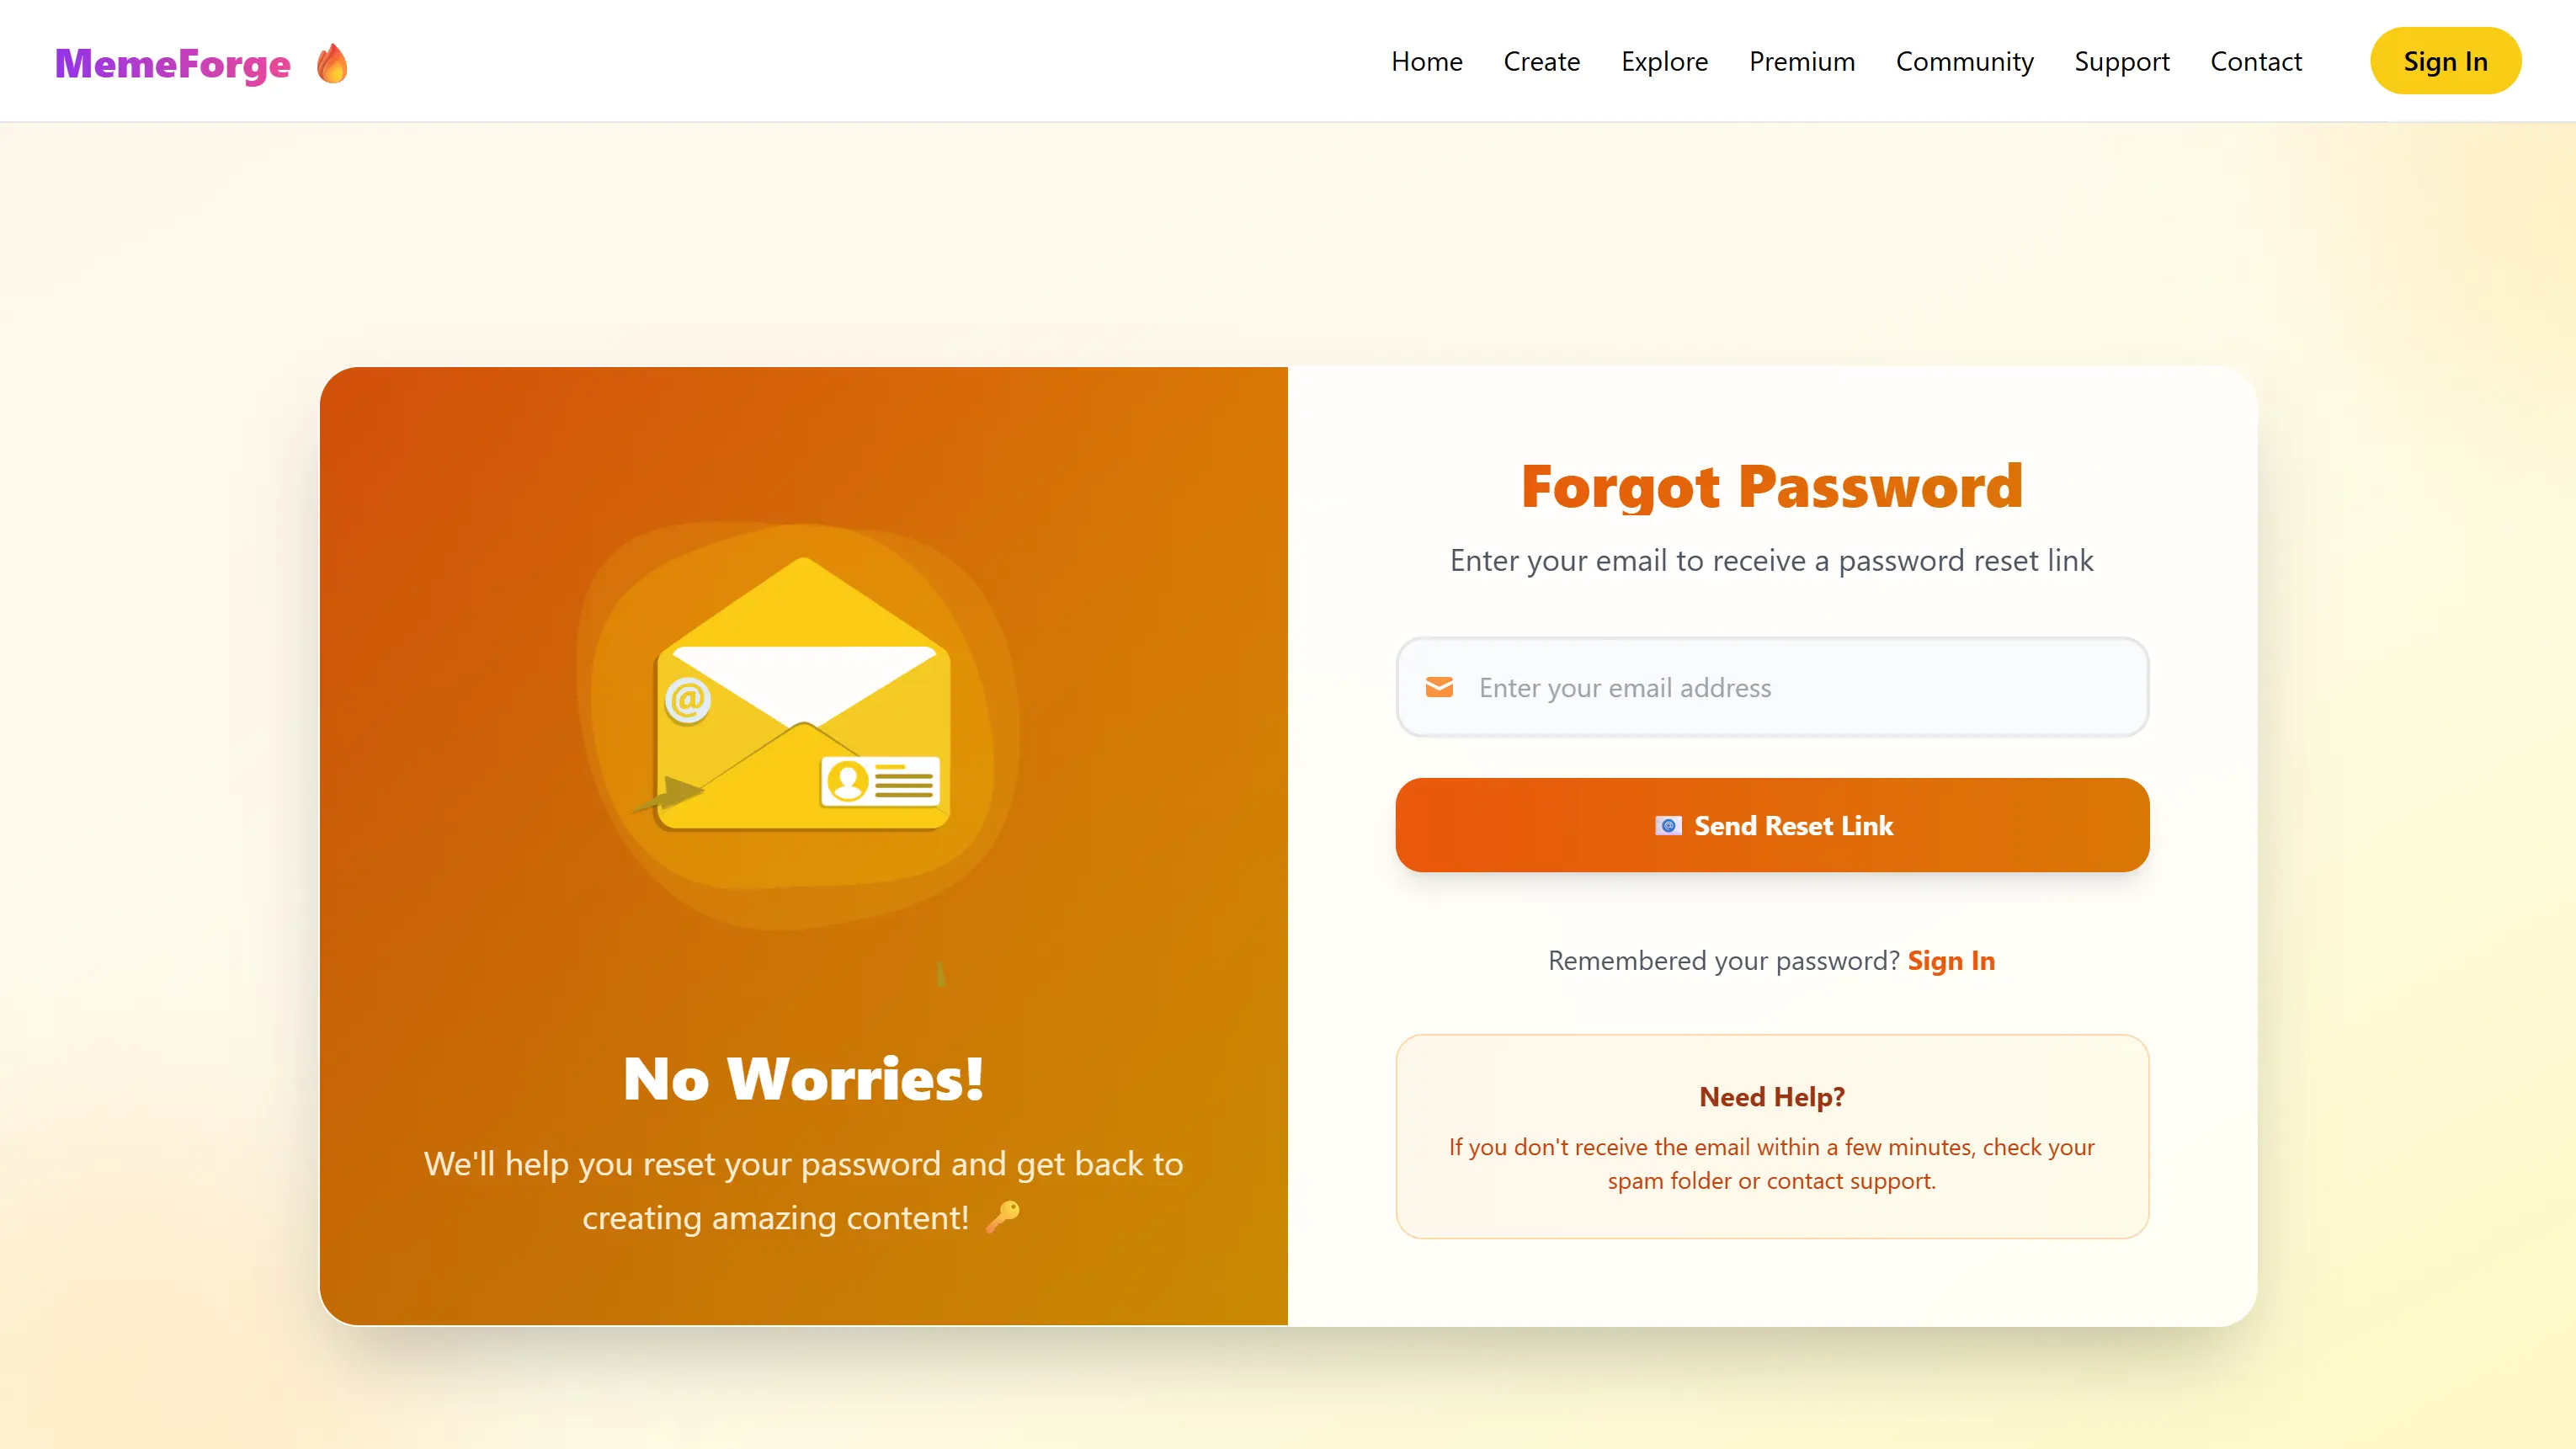 MemeForge 🔥
Home Create Explore Premium Community Support Contact Sign In
@
No Worries!
We'll help you reset your password and get back to
creating amazing content! 🔑
Forgot Password
Enter your email to receive a password reset link
Enter your email address
📧 Send Reset Link
Remembered your password? Sign In
Need Help?
If you don't receive the email within a few minutes, check your
spam folder or contact support.